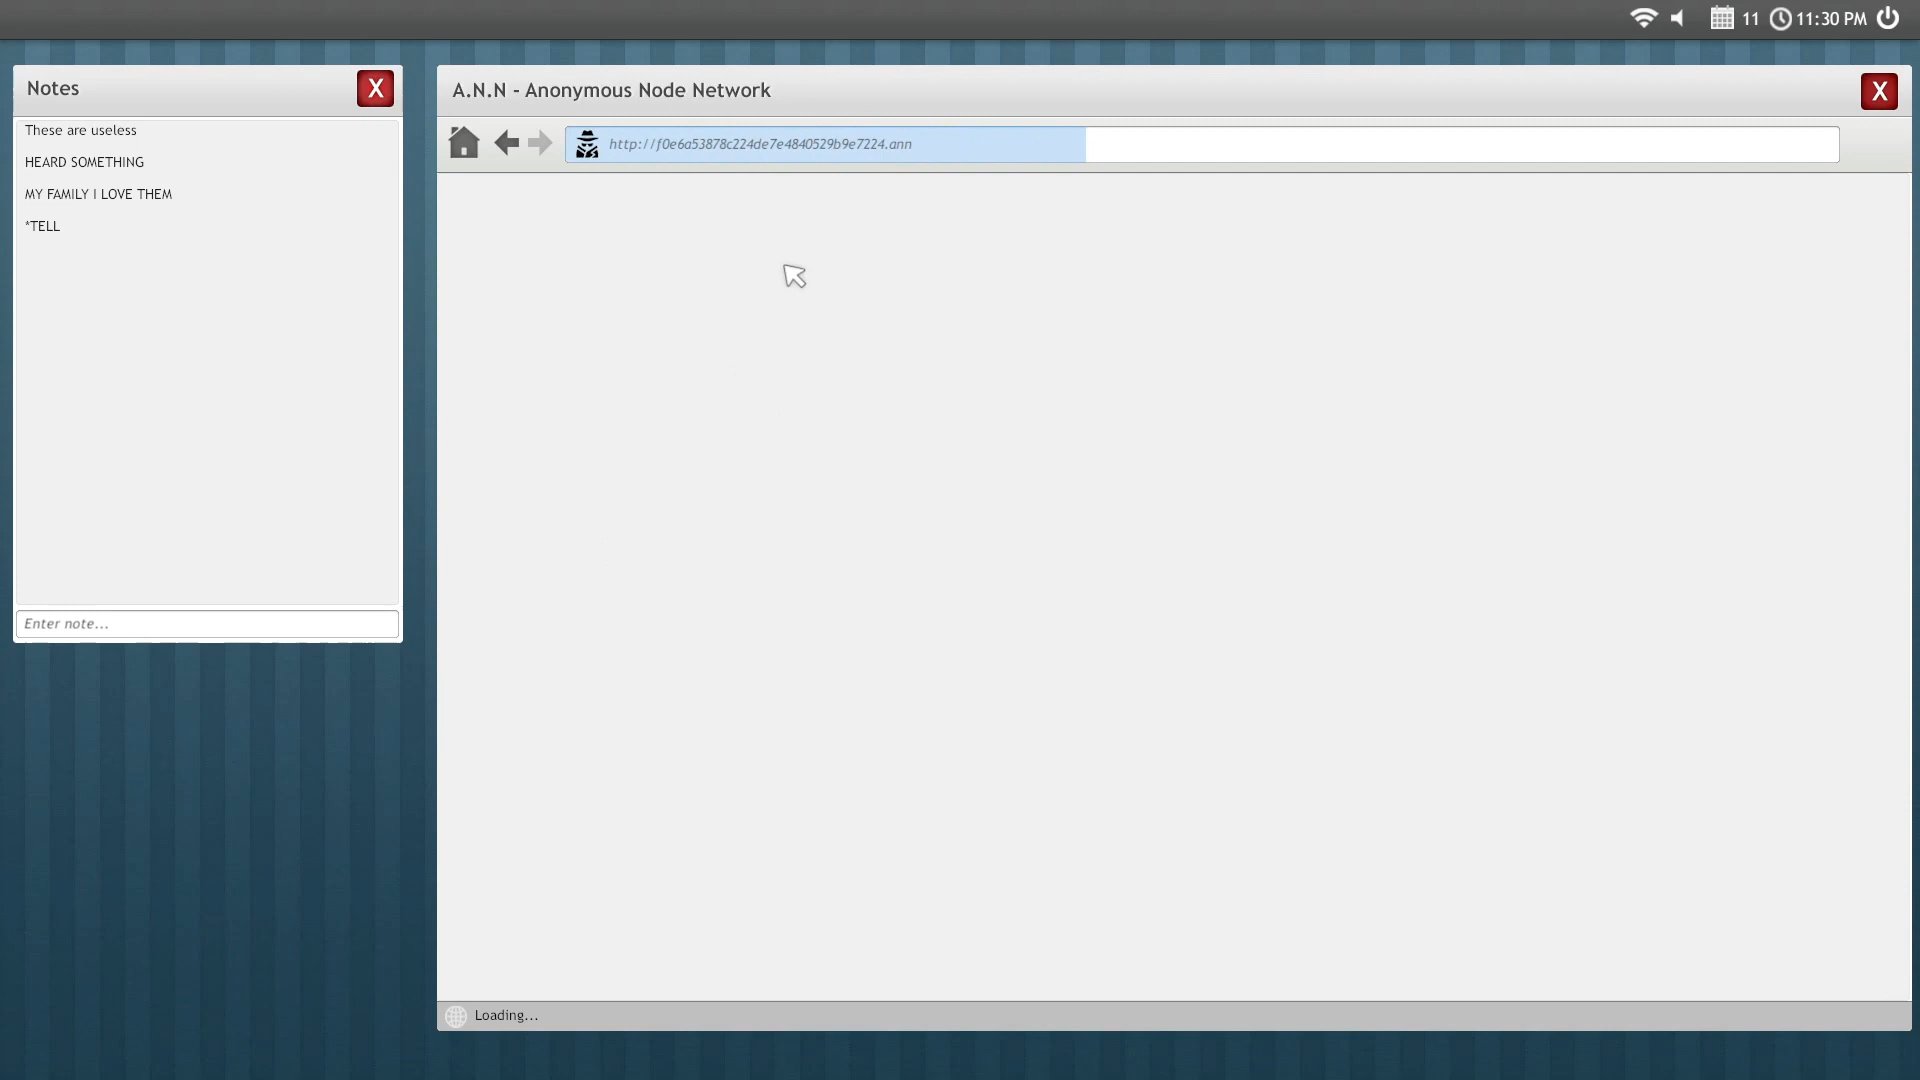 11 11:30 PM
Notes X
These are useless
HEARD SOMETHING
MY FAMILY I LOVE THEM
*TELL
Enter note...
A.N.N - Anonymous Node Network X
http://f0e6a53878c224de7e4840529b9e7224.ann
Loading...